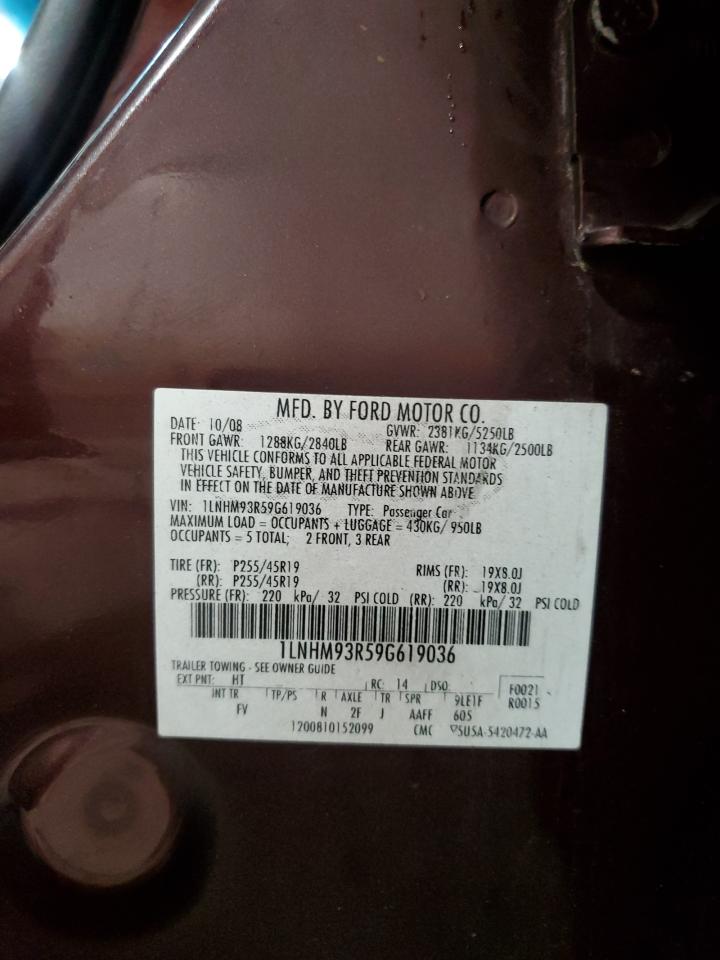 MFD. BY FORD MOTOR CO.
DATE: 10/08 GVWR: 2381KG/5250LB
FRONT GAWR: 1288KG/2840LB REAR GAWR: 1134KG/2500LB
THIS VEHICLE CONFORMS TO ALL APPLICABLE FEDERAL MOTOR
VEHICLE SAFETY, BUMPER, AND THEFT PREVENTION STANDARDS
IN EFFECT ON THE DATE OF MANUFACTURE SHOWN ABOVE
VIN: 1LNHM93R59G619036 TYPE: Passenger Car
MAXIMUM LOAD = OCCUPANTS + LUGGAGE = 430KG/ 950LB
OCCUPANTS = 5 TOTAL; 2 FRONT, 3 REAR
TIRE (FR): P255/45R19 RIMS (FR): 19X8.0J
(RR): P255/45R19 (RR): 19X8.0J
PRESSURE (FR): 220 kPa/ 32 PSI COLD (RR): 220 kPa/ 32 PSI COLD
1LNHM93R59G619036
TRAILER TOWING - SEE OWNER GUIDE
EXT PNT: HT RC: 14 DSO: F0021
INT TR TP/PS R AXLE TR SPR 9LE1F R0015
FV N 2F J AAFF 605
1200810152099 CMC 5U5A-5420472-AA